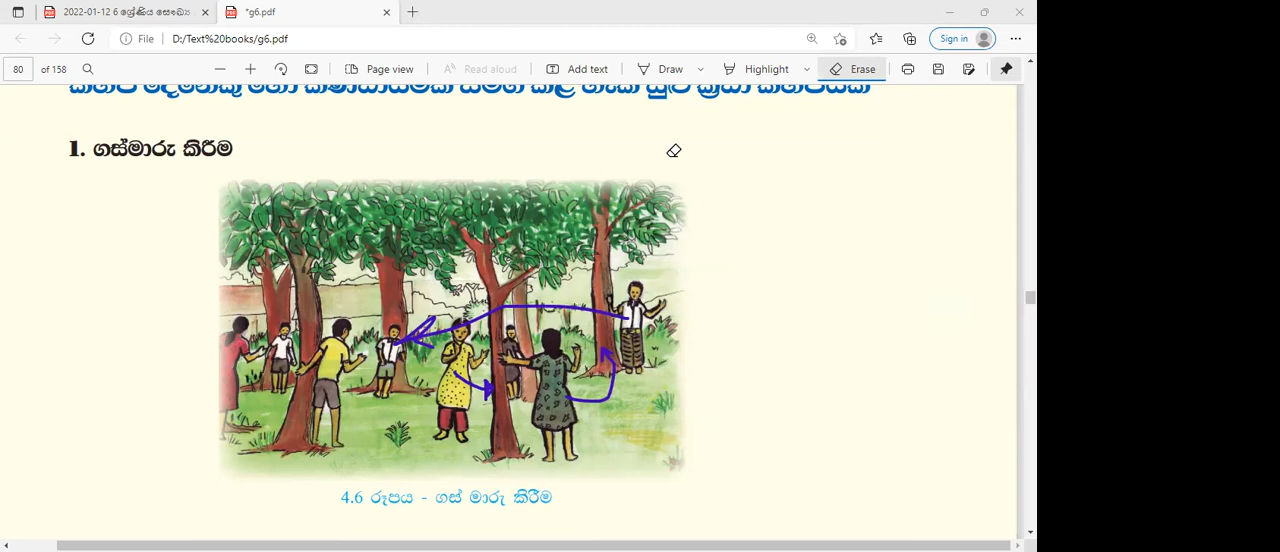 2022-01-12 6 ශ්‍රේණිය සෞඛ්‍ය
*g6.pdf
File
D:/Text%20books/g6.pdf
Sign in
80 of 158
Page view
Read aloud
Add text
Draw
Highlight
Erase
1. ගස්මාරු කිරීම
4.6 රූපය - ගස් මාරු කිරීම